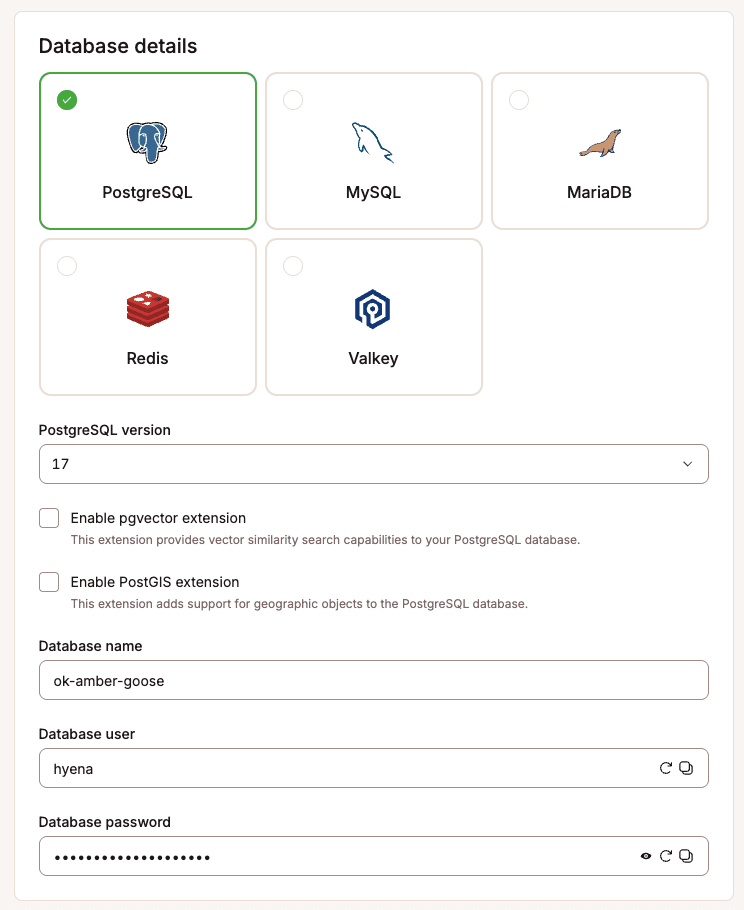 Database details
PostgreSQL
MySQL
MariaDB
Redis
Valkey
PostgreSQL version
17
Enable pgvector extension
This extension provides vector similarity search capabilities to your PostgreSQL database.
Enable PostGIS extension
This extension adds support for geographic objects to the PostgreSQL database.
Database name
ok-amber-goose
Database user
hyena
Database password
••••••••••••••••••••